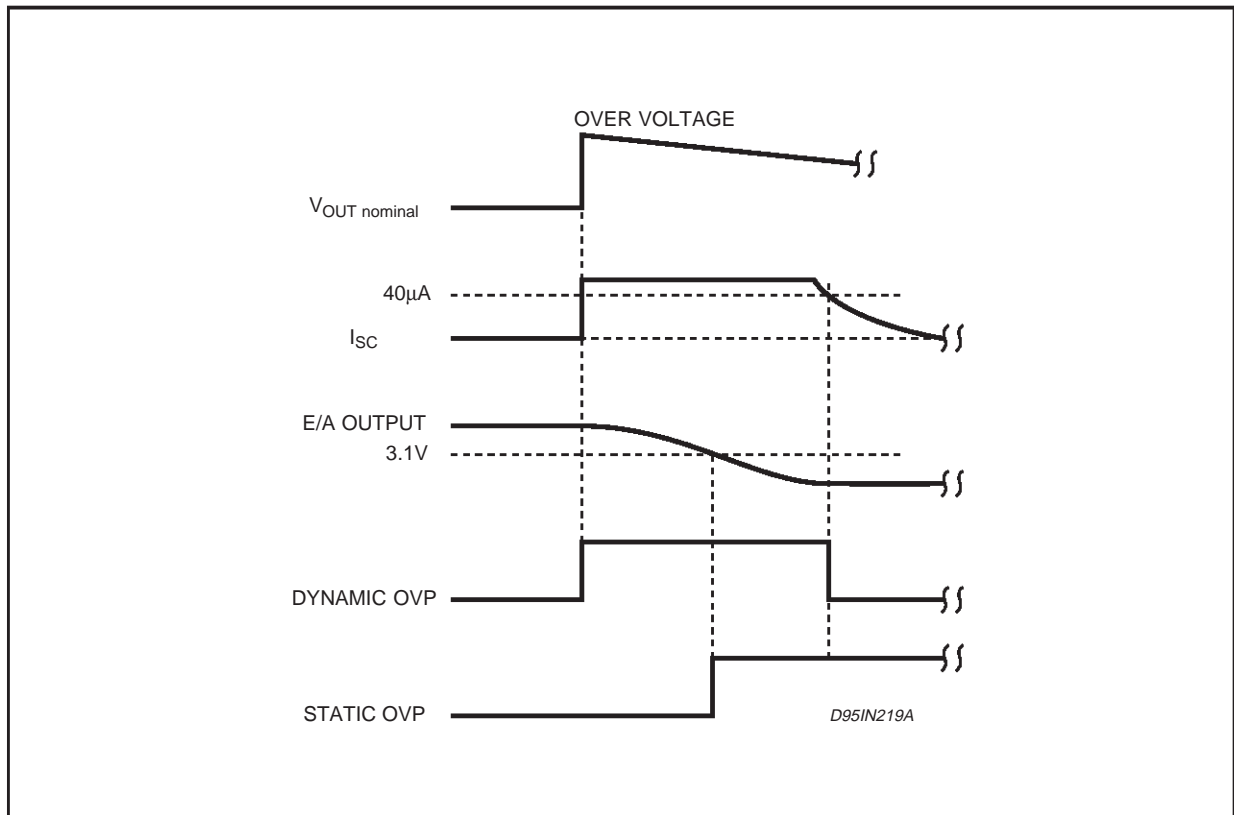 OVER VOLTAGE
VOUT nominal
40μA
ISC
E/A OUTPUT
3.1V
DYNAMIC OVP
STATIC OVP
D95IN219A